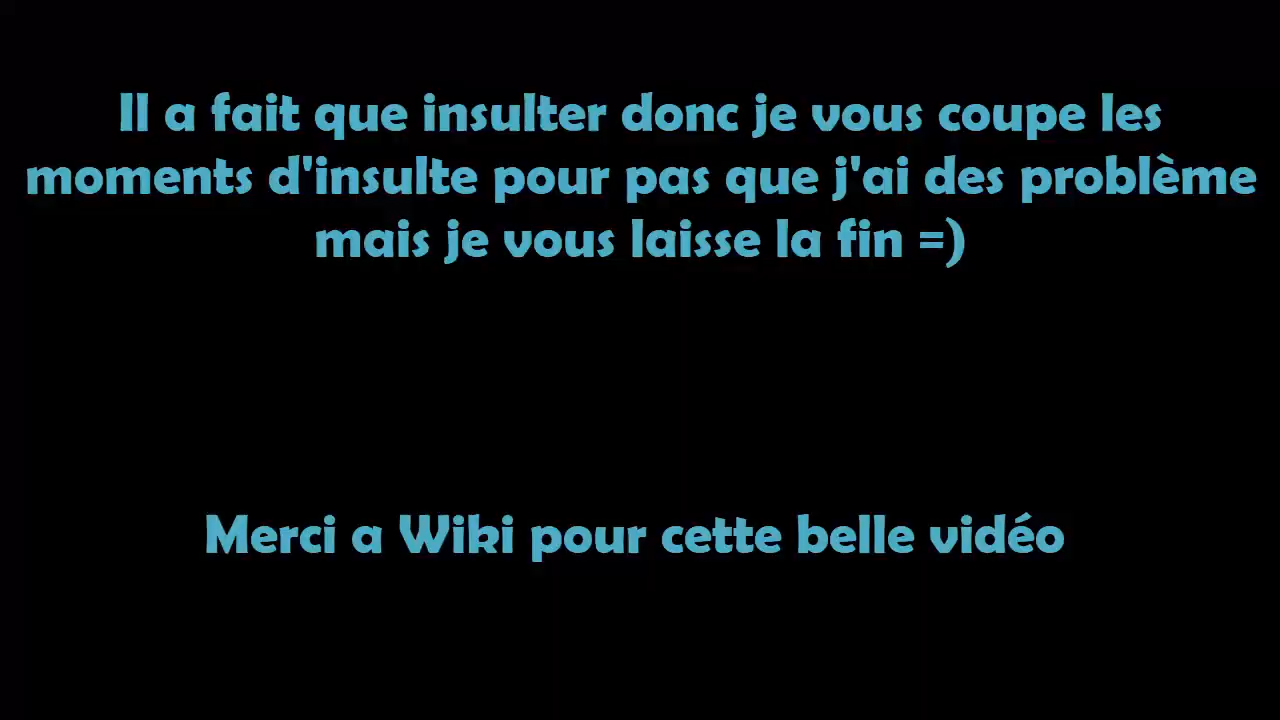 Il a fait que insulter donc je vous coupe les
moments d'insulte pour pas que j'ai des problème
mais je vous laisse la fin =)
Merci a Wiki pour cette belle vidéo